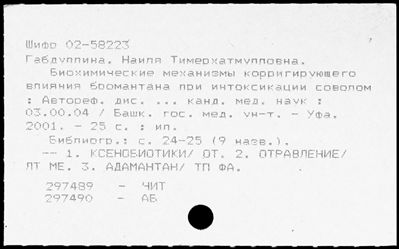 Шифр 02-58223
Габдуллина, Наиля Тимерхатмулловна.
Биохимические механизмы корригирующего
влияния бромантана при интоксикации соволом
: Автореф. дис. ... канд. мед. наук :
03.00.04 / Башк. гос. мед. ун-т. - Уфа,
2001. - 25 с. : ил.
Библиогр.: с. 24-25 (9 назв.).
-- 1. КСЕНОБИОТИКИ/ ОТ. 2. ОТРАВЛЕНИЕ/
ЛТ МЕ. 3. АДАМАНТАН/ ТП ФА.
297489 - ЧИТ
297490 - АБ